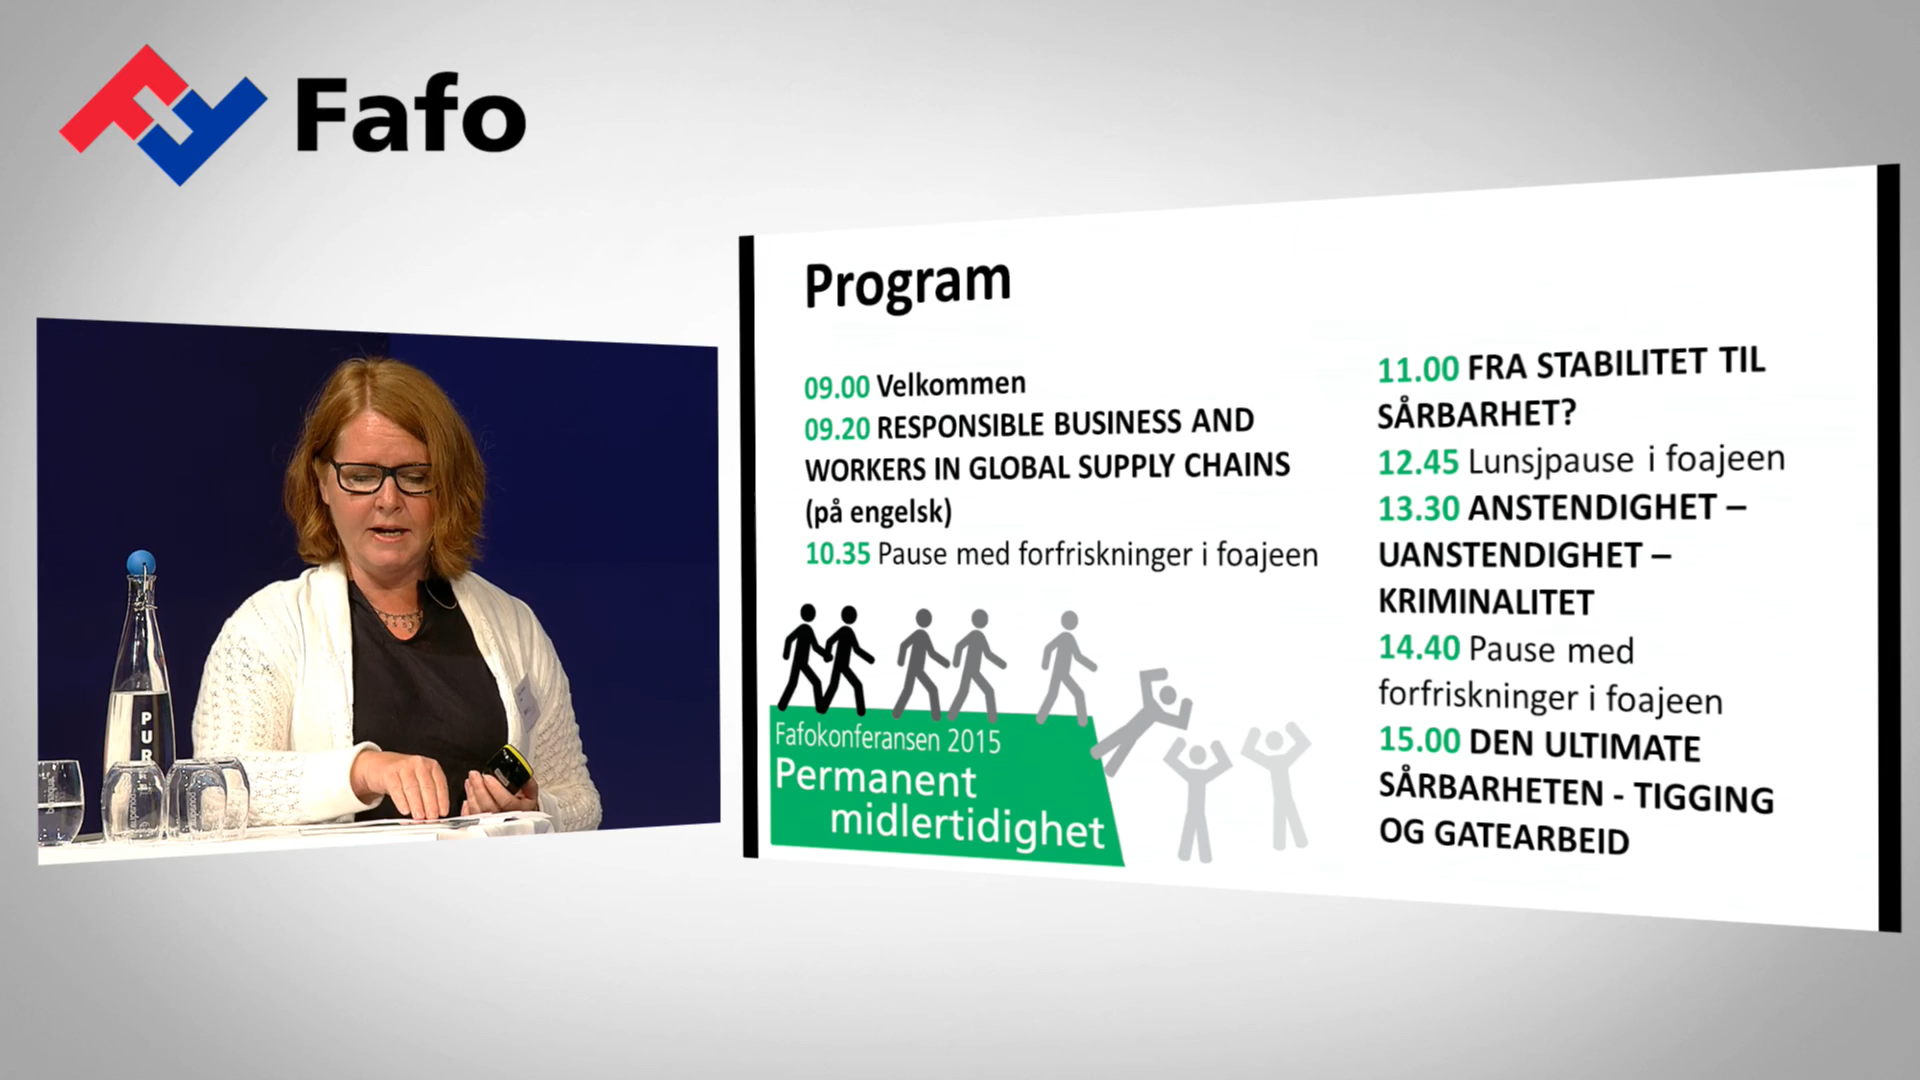 Fafo
Program
09.00 Velkommen
09.20 RESPONSIBLE BUSINESS AND
WORKERS IN GLOBAL SUPPLY CHAINS
(på engelsk)
10.35 Pause med forfriskninger i foajeen
11.00 FRA STABILITET TIL
SÅRBARHET?
12.45 Lunsjpause i foajeen
13.30 ANSTENDIGHET –
UANSTENDIGHET –
KRIMINALITET
14.40 Pause med
forfriskninger i foajeen
15.00 DEN ULTIMATE
SÅRBARHETEN - TIGGING
OG GATEARBEID
Fafokonferansen 2015
Permanent
midlertidighet
PUR